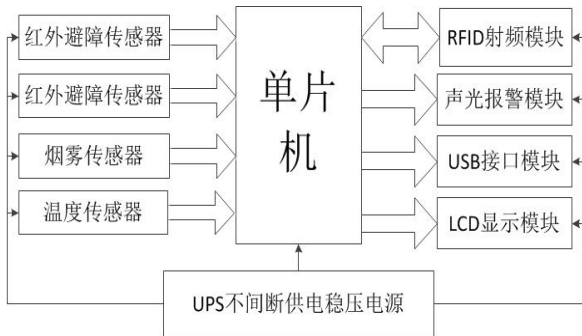 红外避障传感器
红外避障传感器
烟雾传感器
温度传感器
单片
机
RFID射频模块
声光报警模块
USB接口模块
LCD显示模块
UPS不间断供电稳压电源